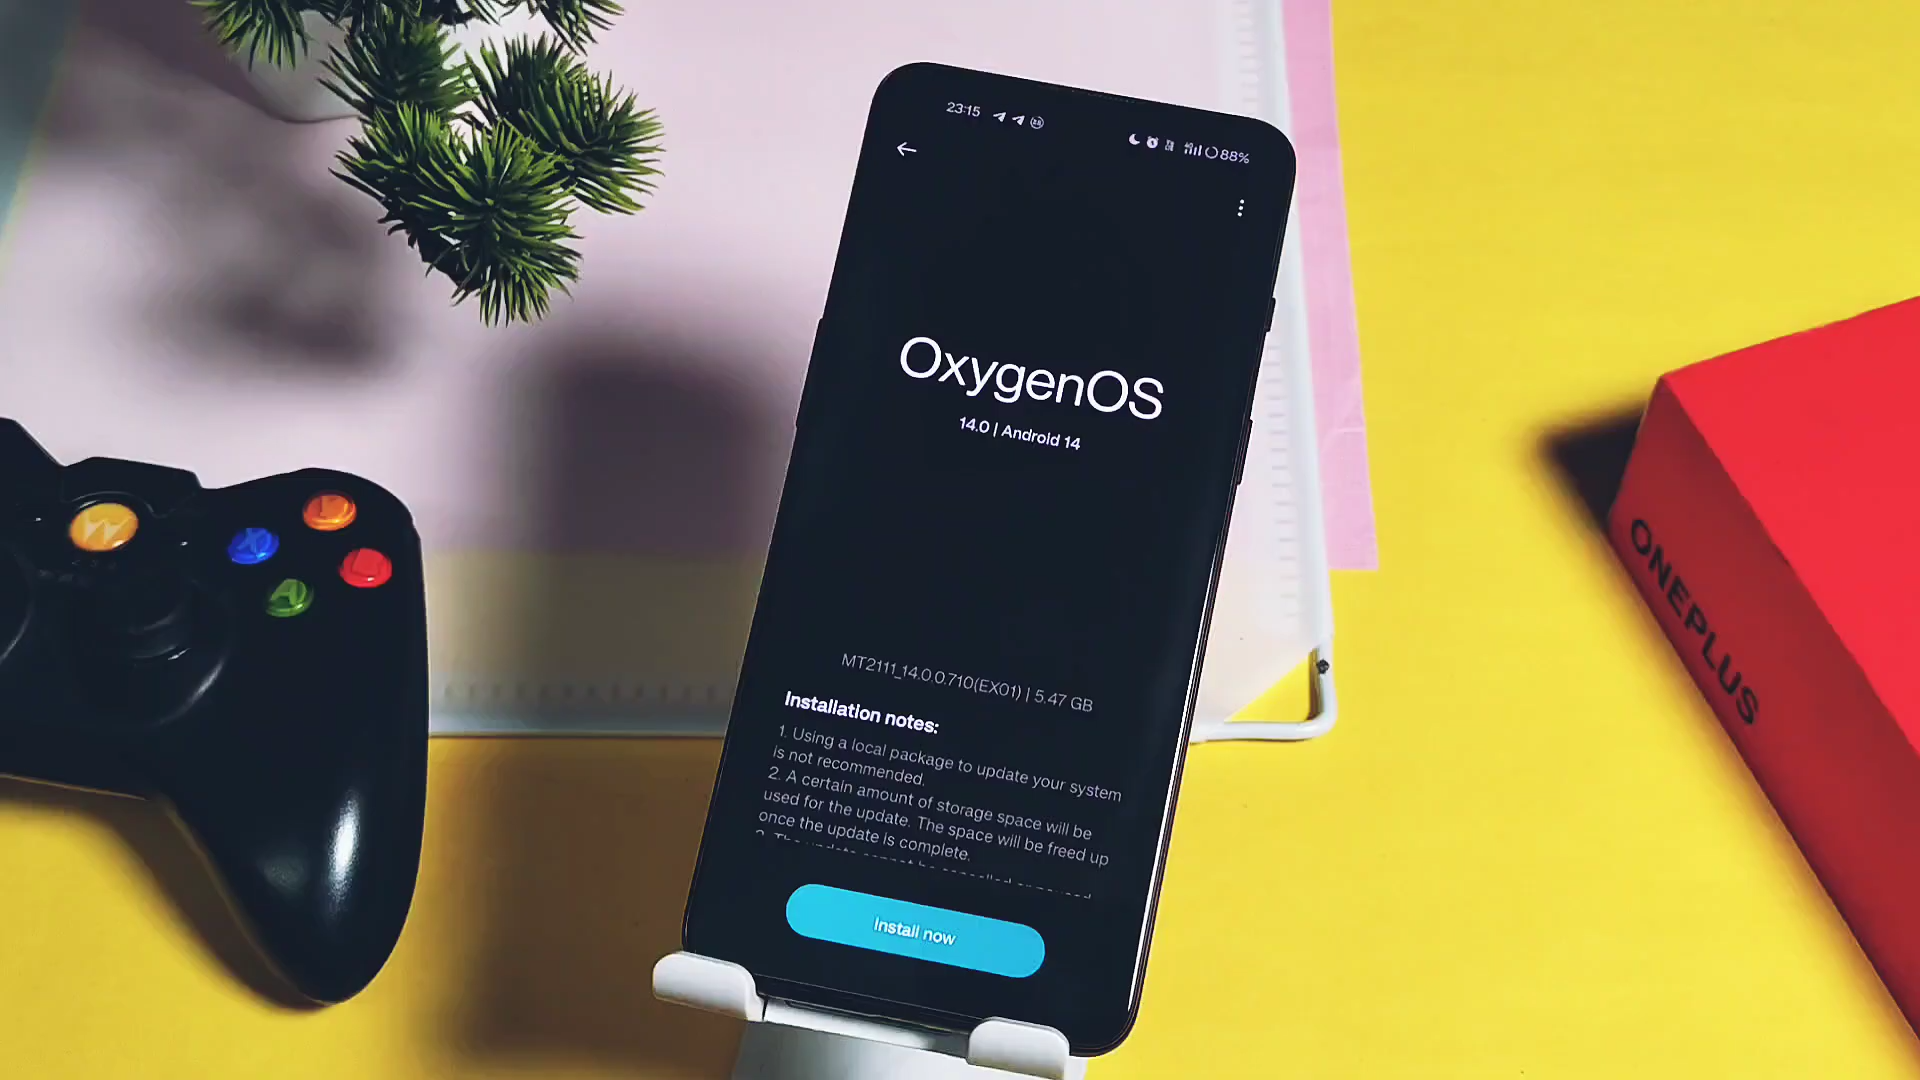 23:15
88%
OxygenOS
14.0 | Android 14
MT2111_14.0.0.710(EX01) | 5.47 GB
Installation notes:
1. Using a local package to update your system
is not recommended.
2. A certain amount of storage space will be
used for the update. The space will be freed up
once the update is complete.
Install now
X
A
ONEPLUS